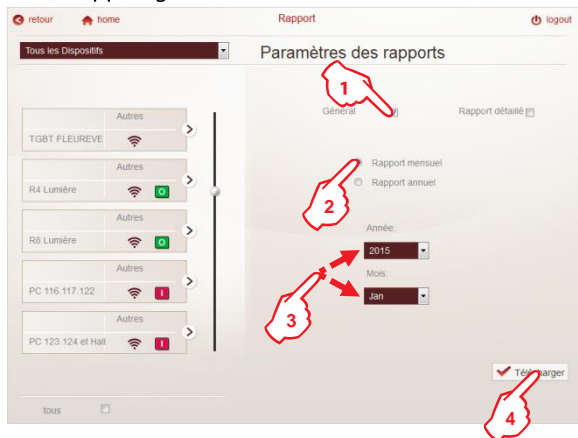 retour
home
Rapport
logout
Tous les Dispositifs
Paramètres des rapports
1
Général
Rapport détaillé
Autres
TGBT FLEUREVE
Autres
R4 Lumière
O
Autres
R8 Lumière
O
Autres
PC 116.117.122
I
Autres
PC 123 124 et Hall
I
tous
Rapport mensuel
Rapport annuel
2
Année:
2015
Mois:
Jan
3
Télécharger
4